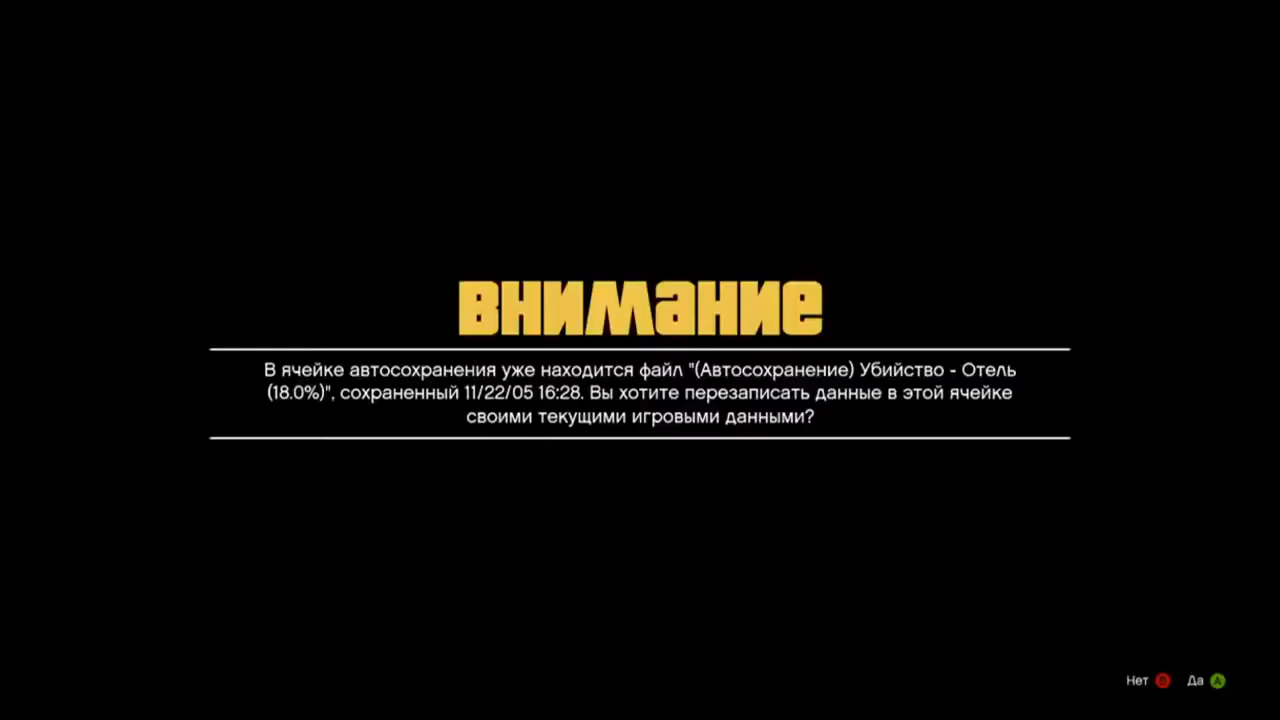 внимание
В ячейке автосохранения уже находится файл "(Автосохранение) Убийство - Отель
(18.0%)", сохраненный 11/22/05 16:28. Вы хотите перезаписать данные в этой ячейке
своими текущими игровыми данными?
Нет B Да A